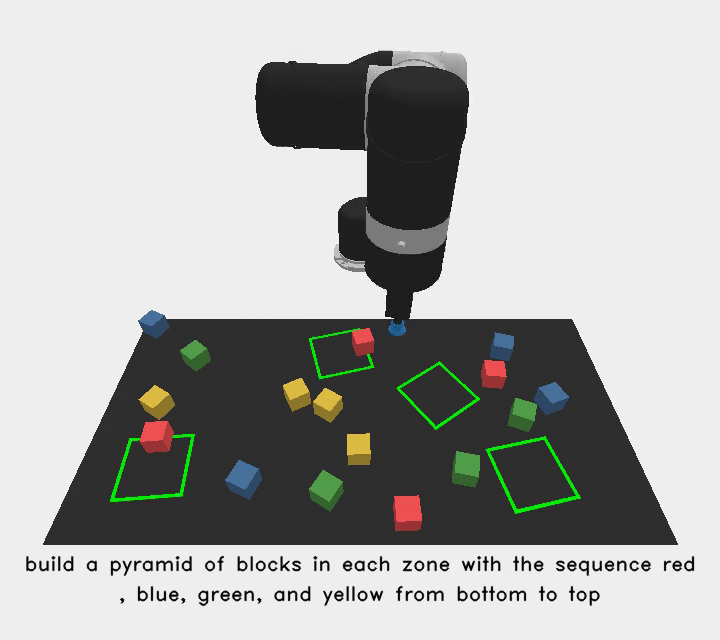 build a pyramid of blocks in each zone with the sequence red
, blue, green, and yellow from bottom to top